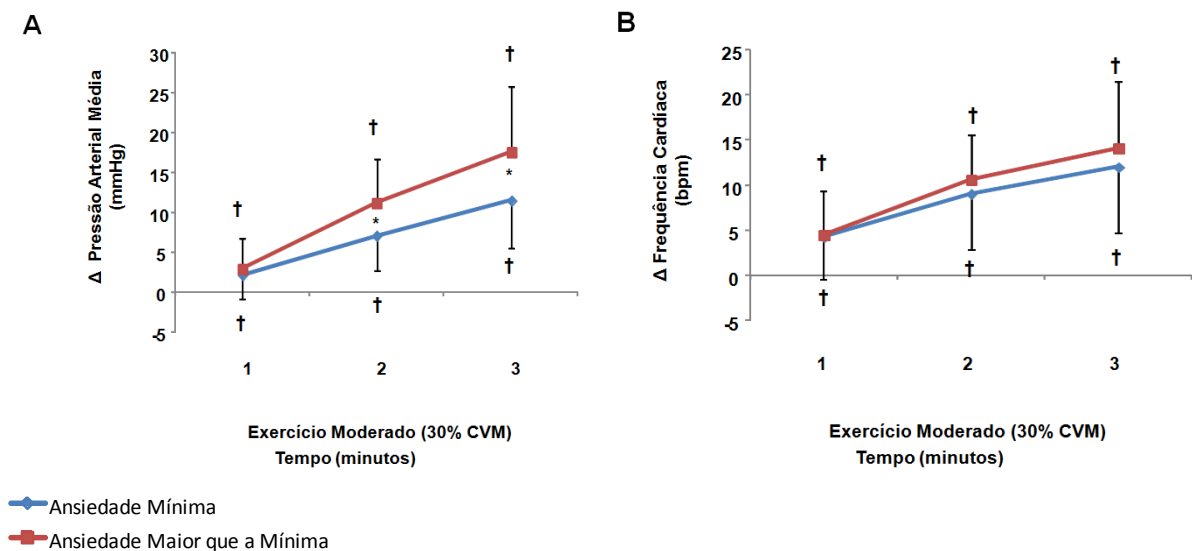 A
Δ Pressão Arterial Média
(mmHg)
30
25
20
15
10
5
0
-5
†
†
†
*
*
†
†
†
1 2 3
Exercício Moderado (30% CVM)
Tempo (minutos)
B
Δ Frequência Cardíaca
(bpm)
25
20
15
10
5
0
-5
†
†
†
†
†
†
1 2 3
Exercício Moderado (30% CVM)
Tempo (minutos)
Ansiedade Mínima
Ansiedade Maior que a Mínima